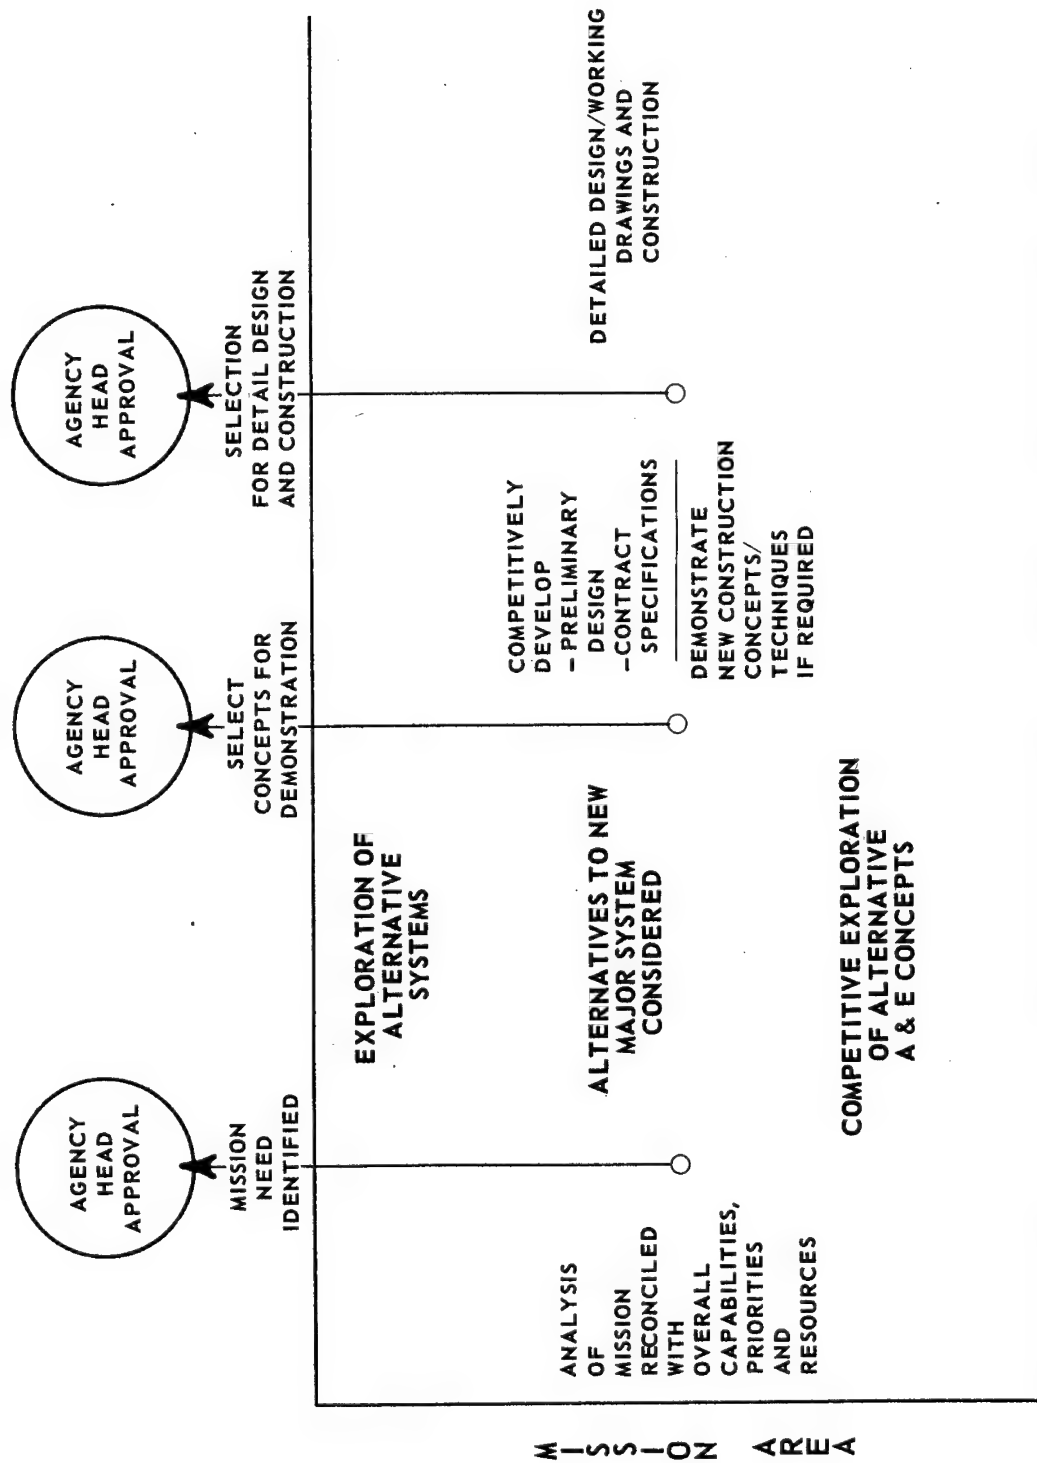 AGENCY
HEAD
APPROVAL
MISSION
NEED
IDENTIFIED
AGENCY
HEAD
APPROVAL
SELECT
CONCEPTS FOR
DEMONSTRATION
AGENCY
HEAD
APPROVAL
SELECTION
FOR DETAIL DESIGN
AND CONSTRUCTION
MISSION AREA
ANALYSIS
OF
MISSION
RECONCILED
WITH
OVERALL
CAPABILITIES,
PRIORITIES
AND
RESOURCES
EXPLORATION OF
ALTERNATIVE
SYSTEMS
ALTERNATIVES TO NEW
MAJOR SYSTEM
CONSIDERED
COMPETITIVE EXPLORATION
OF ALTERNATIVE
A & E CONCEPTS
COMPETITIVELY
DEVELOP
- PRELIMINARY
DESIGN
-CONTRACT
SPECIFICATIONS
DEMONSTRATE
NEW CONSTRUCTION
CONCEPTS/
TECHNIQUES
IF REQUIRED
DETAILED DESIGN/WORKING
DRAWINGS AND
CONSTRUCTION